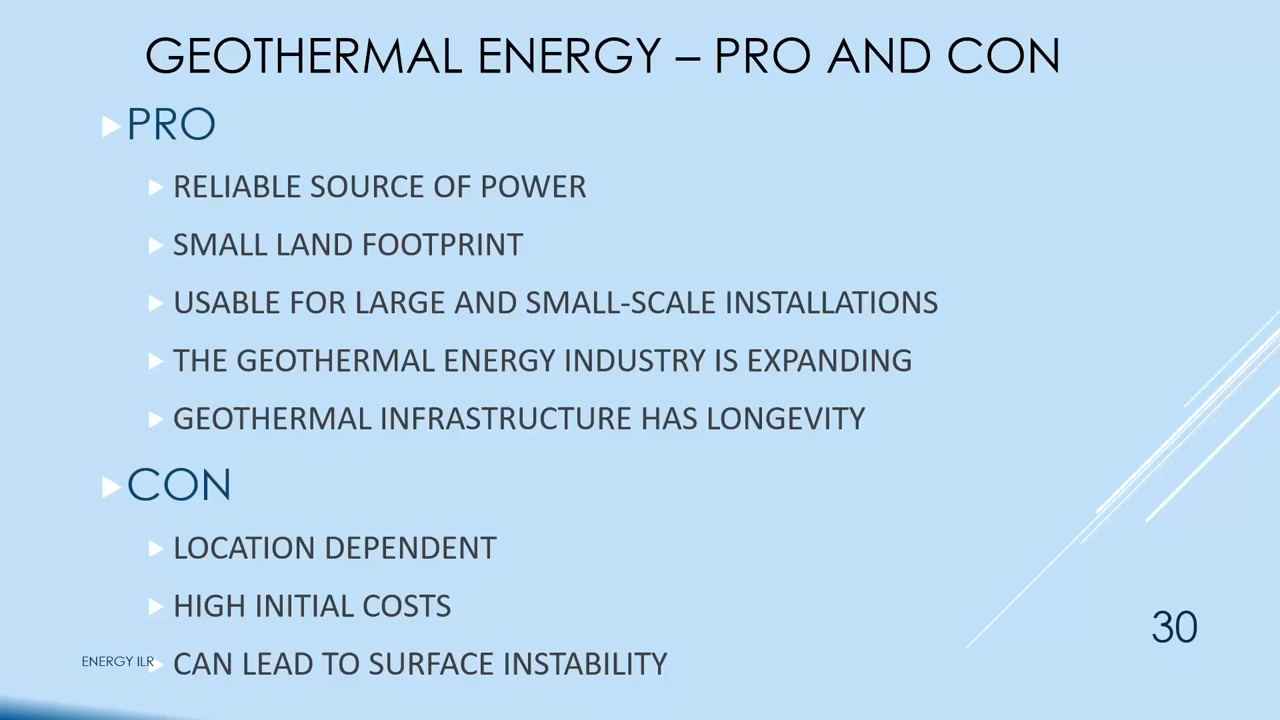 GEOTHERMAL ENERGY – PRO AND CON
PRO
RELIABLE SOURCE OF POWER
SMALL LAND FOOTPRINT
USABLE FOR LARGE AND SMALL-SCALE INSTALLATIONS
THE GEOTHERMAL ENERGY INDUSTRY IS EXPANDING
GEOTHERMAL INFRASTRUCTURE HAS LONGEVITY
CON
LOCATION DEPENDENT
HIGH INITIAL COSTS
30
ENERGY ILR
CAN LEAD TO SURFACE INSTABILITY